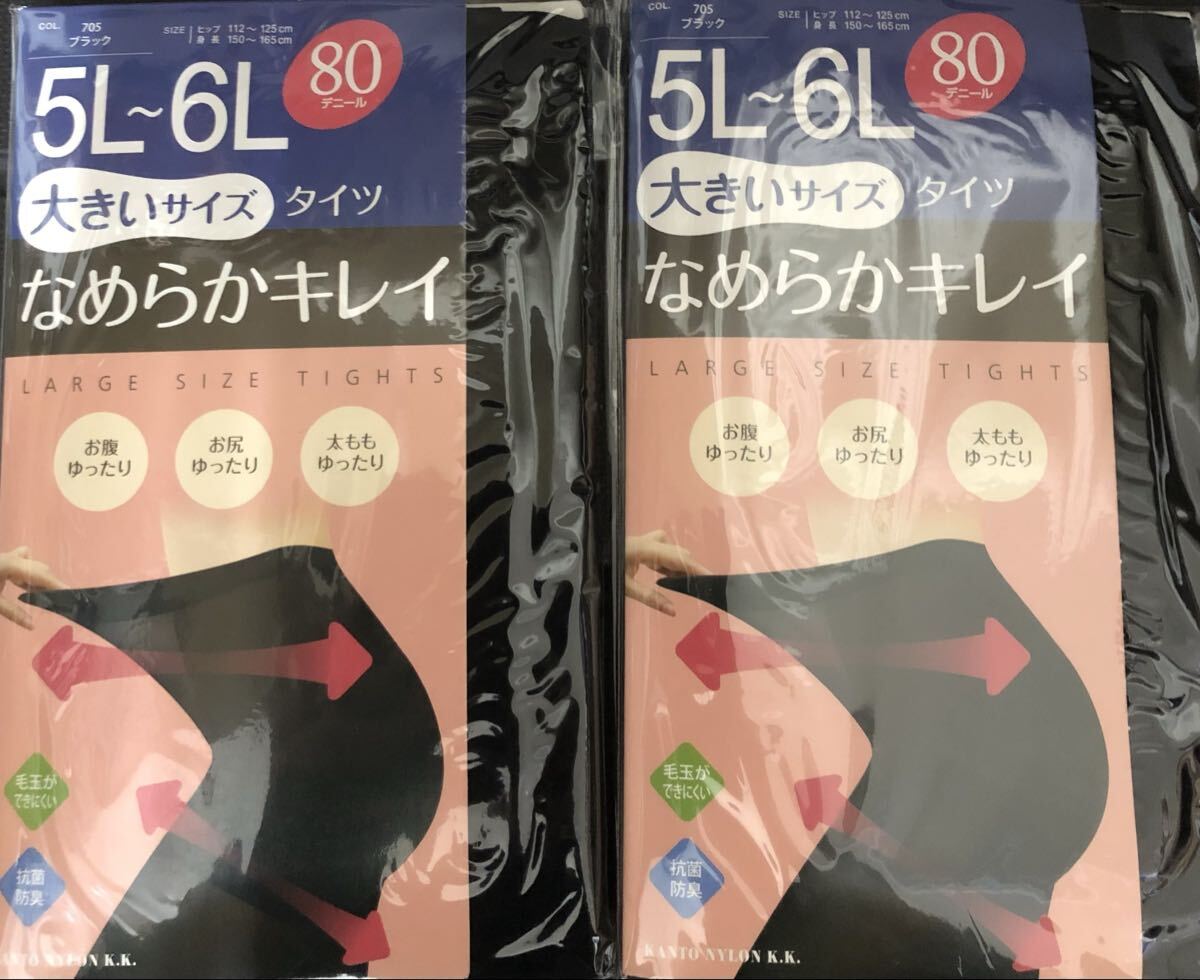 COL. 705
ブラック
SIZE ヒップ 112～125cm
身長 150～165cm
5L~6L
80
デニール
大きいサイズ タイツ
なめらかキレイ
LARGE SIZE TIGHTS
お腹
ゆったり
お尻
ゆったり
太もも
ゆったり
毛玉が
できにくい
抗菌
防臭
KANTO NYLON K.K.
COL. 705
ブラック
SIZE ヒップ 112～125cm
身長 150～165cm
5L~6L
80
デニール
大きいサイズ タイツ
なめらかキレイ
LARGE SIZE TIGHTS
お腹
ゆったり
お尻
ゆったり
太もも
ゆったり
毛玉が
できにくい
抗菌
防臭
KANTO NYLON K.K.